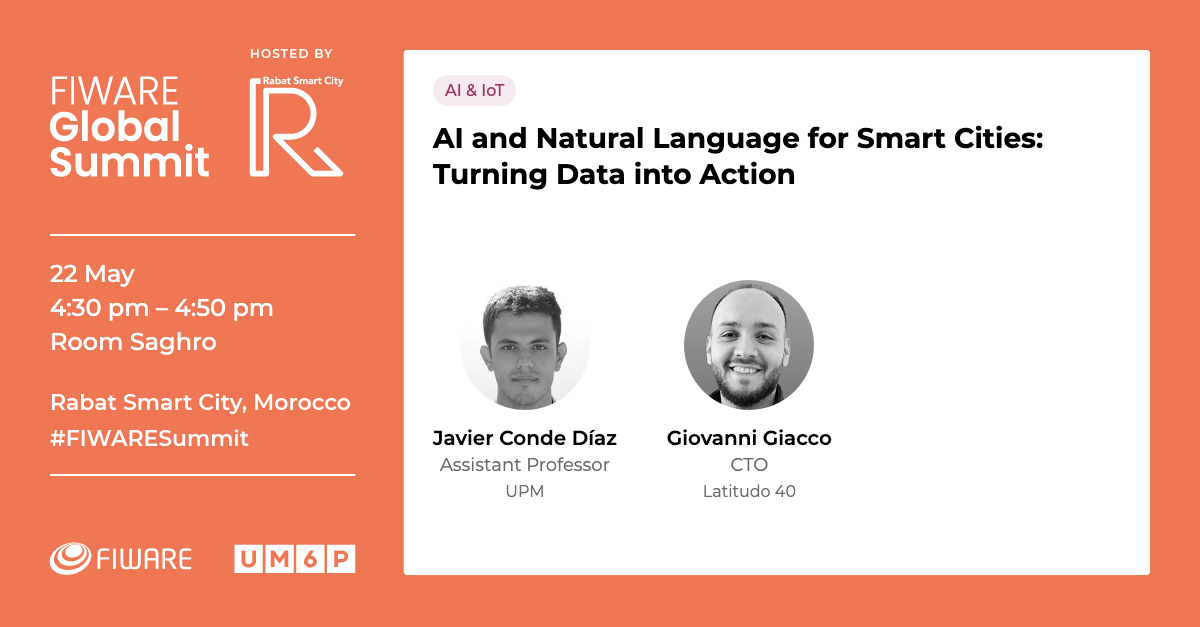 HOSTED BY
FIWARE
Global
Summit
Rabat Smart City
R
22 May
4:30 pm – 4:50 pm
Room Saghro
Rabat Smart City, Morocco
#FIWARESummit
FIWARE
UM6P
AI & IoT
AI and Natural Language for Smart Cities:
Turning Data into Action
Javier Conde Díaz
Assistant Professor
UPM
Giovanni Giacco
CTO
Latitudo 40